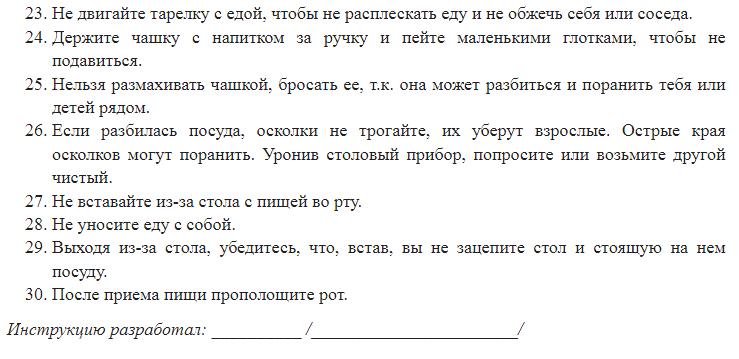 23. Не двигайте тарелку с едой, чтобы не расплескать еду и не обжечь себя или соседа.
24. Держите чашку с напитком за ручку и пейте маленькими глотками, чтобы не
подавиться.
25. Нельзя размахивать чашкой, бросать ее, т.к. она может разбиться и поранить тебя или
детей рядом.
26. Если разбилась посуда, осколки не трогайте, их уберут взрослые. Острые края
осколков могут поранить. Уронив столовый прибор, попросите или возьмите другой
чистый.
27. Не вставайте из-за стола с пищей во рту.
28. Не уносите еду с собой.
29. Выходя из-за стола, убедитесь, что, встав, вы не зацепите стол и стоящую на нем
посуду.
30. После приема пищи прополощите рот.
Инструкцию разработал: __________ /_______________________/